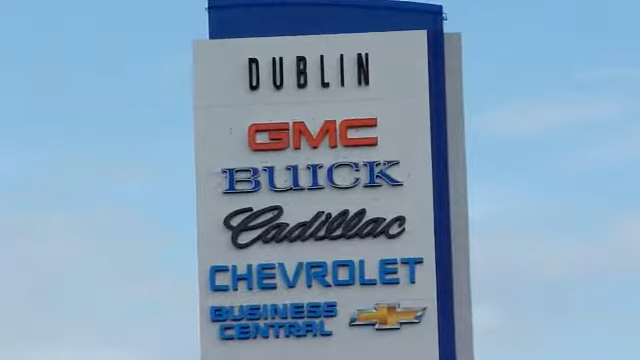 DUBLIN
GMC
BUICK
Cadillac
CHEVROLET
BUSINESS
CENTRAL